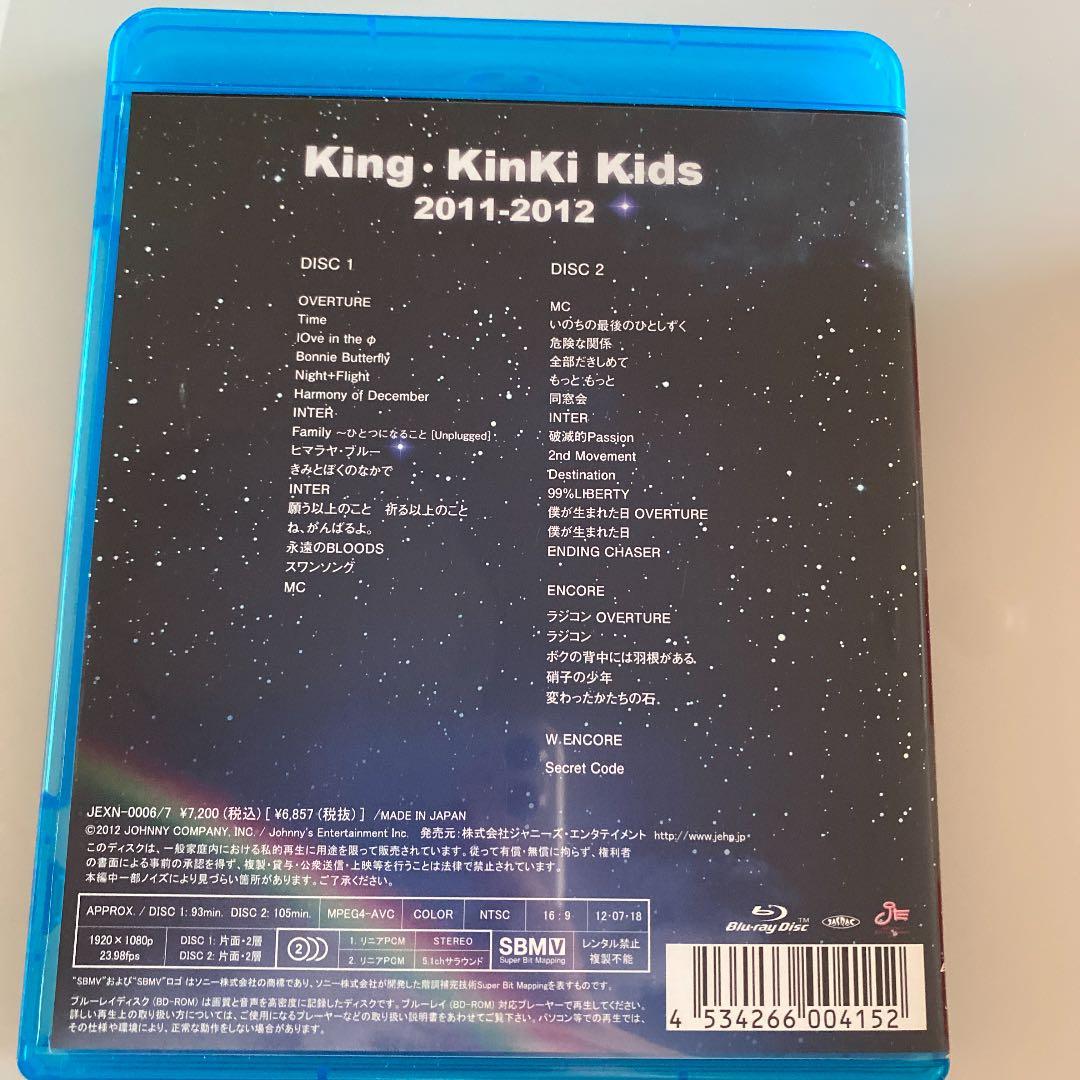 King・KinKi Kids
2011-2012
DISC 1
OVERTURE
Time
lOve in the φ
Bonnie Butterfly
Night+Flight
Harmony of December
INTER
Family ～ひとつになること [Unplugged]
ヒマラヤ・ブルー
きみとぼくのなかで
INTER
願う以上のこと 祈る以上のこと
ね、がんばるよ。
永遠のBLOODS
スワンソング
MC
DISC 2
MC
いのちの最後のひとしずく
危険な関係
全部だきしめて
もっと もっと
同窓会
INTER
破滅的Passion
2nd Movement
Destination
99%LIBERTY
僕が生まれた日 OVERTURE
僕が生まれた日
ENDING CHASER
ENCORE
ラジコン OVERTURE
ラジコン
ボクの背中には羽根がある
硝子の少年
変わったかたちの石
W.ENCORE
Secret Code
JEXN-0006/7 ¥7,200(税込)[ ¥6,857(税抜) ] /MADE IN JAPAN
©2012 JOHNNY COMPANY, INC. / Johnny's Entertainment Inc. 発売元:株式会社ジャニーズ・エンタテイメント http://www.jehp.jp
このディスクは、一般家庭内における私的再生に用途を限って販売されています。従って有償・無償に拘らず、権利者
の書面による事前の承認を得ず、複製・貸与・公衆送信・上映等を行うことは法律で禁止されています。
本編中一部ノイズにより見づらい箇所があります。ご了承ください。
APPROX. / DISC 1: 93min. DISC 2: 105min. MPEG4-AVC COLOR NTSC 16:9 12・07・18
1920×1080p
23.98fps
DISC 1: 片面・2層
DISC 2: 片面・2層
2
1. リニアPCM STEREO
2. リニアPCM 5.1chサラウンド
SBMV
Super Bit Mapping
レンタル禁止
複製不能
Blu-ray Disc™
JASRAC
JE
"SBMV"および"SBMV"ロゴはソニー株式会社の商標であり、ソニー株式会社が開発した階調補完技術Super Bit Mappingを表すものです。
ブルーレイディスク(BD-ROM)は画質と音声を高密度に記録したディスクです。ブルーレイ(BD-ROM)対応プレーヤーで再生してください。
詳しい再生上の取り扱い方については、ご使用になるプレーヤーなどの取り扱い説明書をあわせてご覧下さい。パソコン等での再生では、
その仕様や環境により、正常な動作をしない場合があります。
4 534266 004152